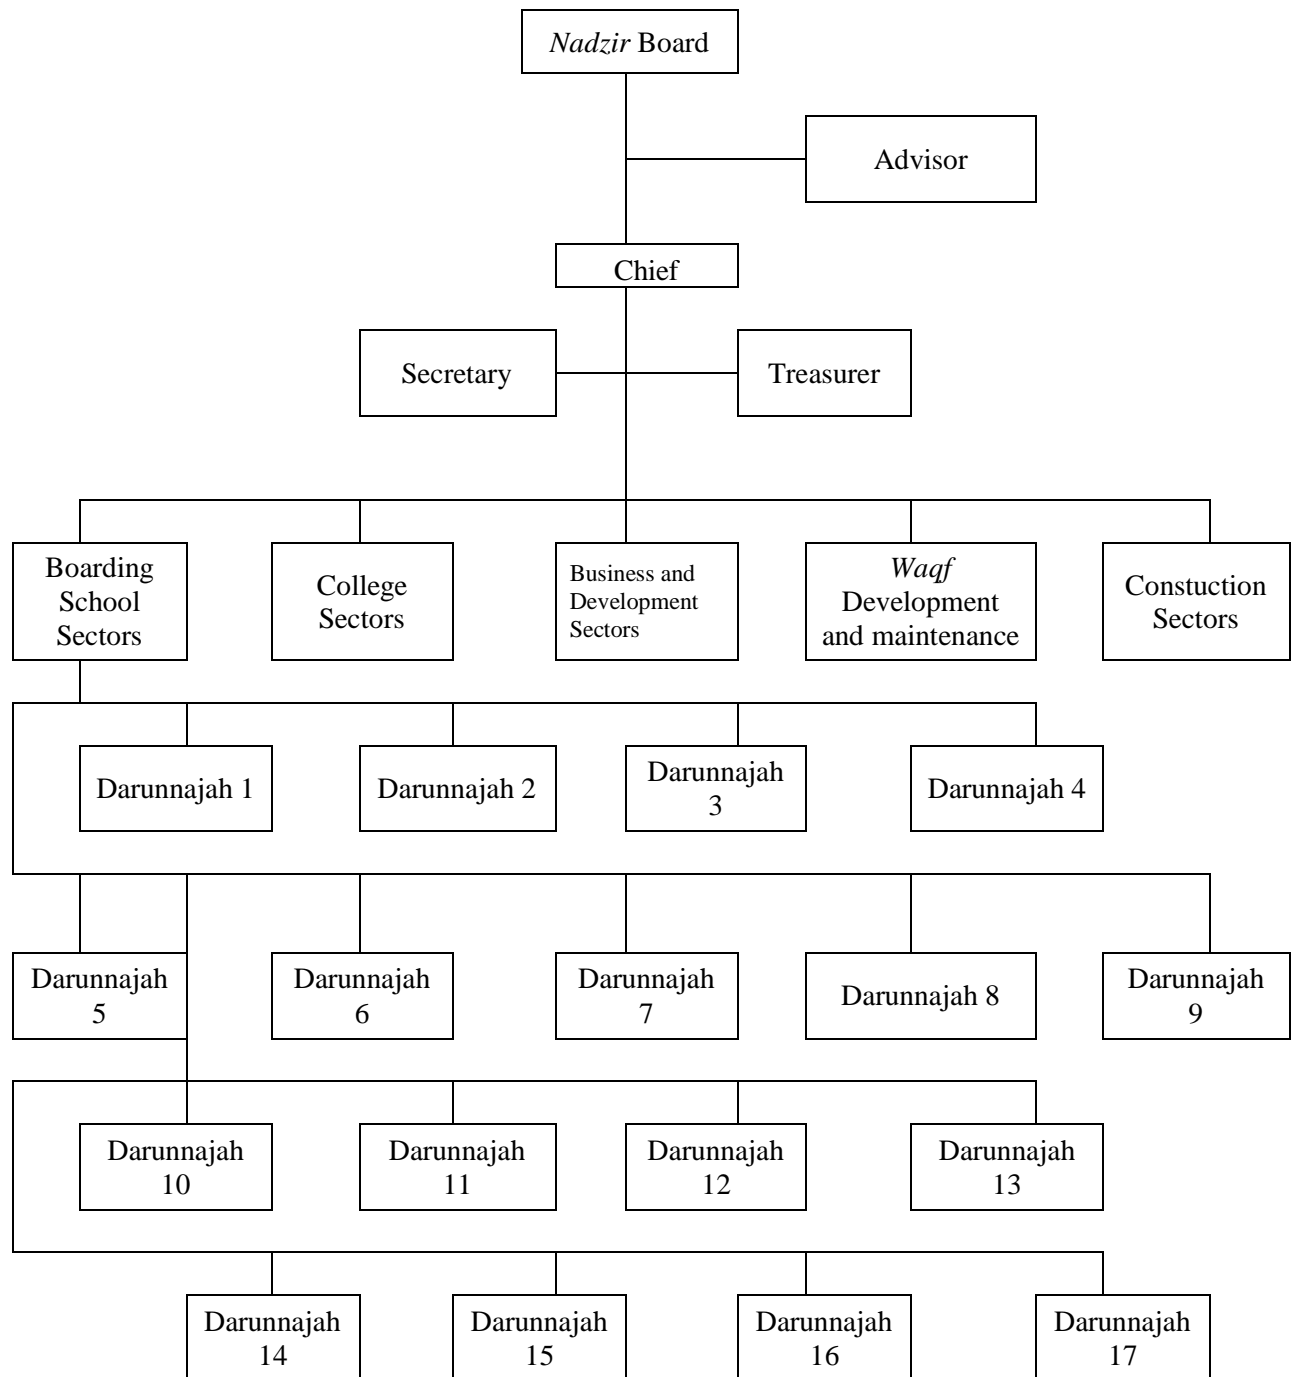 Nadzir Board
Advisor
Chief
Secretary
Treasurer
Boarding
School
Sectors
College
Sectors
Business and
Development
Sectors
Waqf
Development
and maintenance
Constuction
Sectors
Darunnajah 1
Darunnajah 2
Darunnajah
3
Darunnajah 4
Darunnajah
5
Darunnajah
6
Darunnajah
7
Darunnajah 8
Darunnajah
9
Darunnajah
10
Darunnajah
11
Darunnajah
12
Darunnajah
13
Darunnajah
14
Darunnajah
15
Darunnajah
16
Darunnajah
17